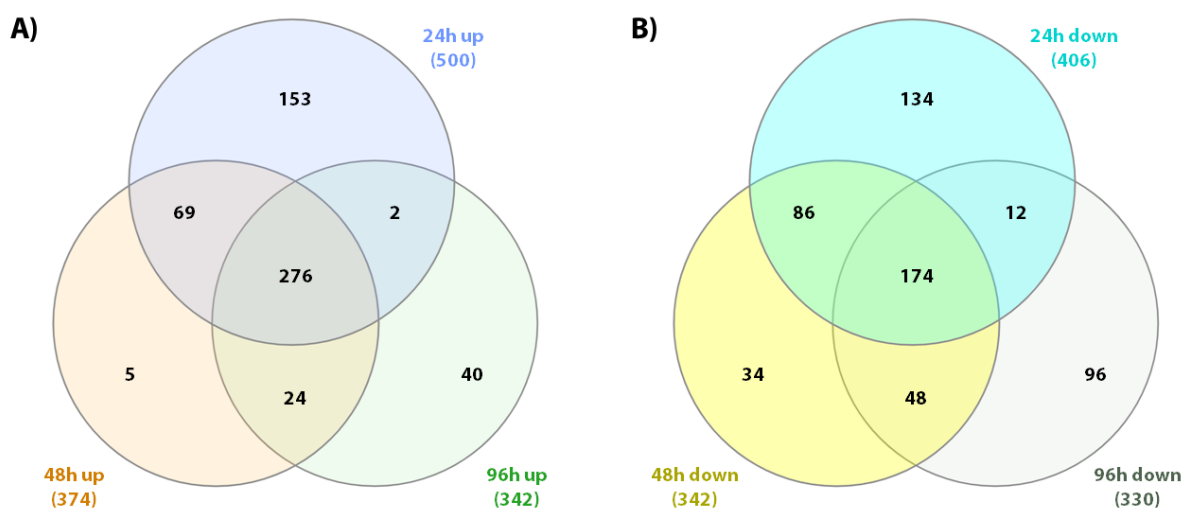 A)
24h up
(500)
153
69
2
276
5
24
40
48h up
(374)
96h up
(342)
B)
24h down
(406)
134
86
12
174
34
48
96
48h down
(342)
96h down
(330)